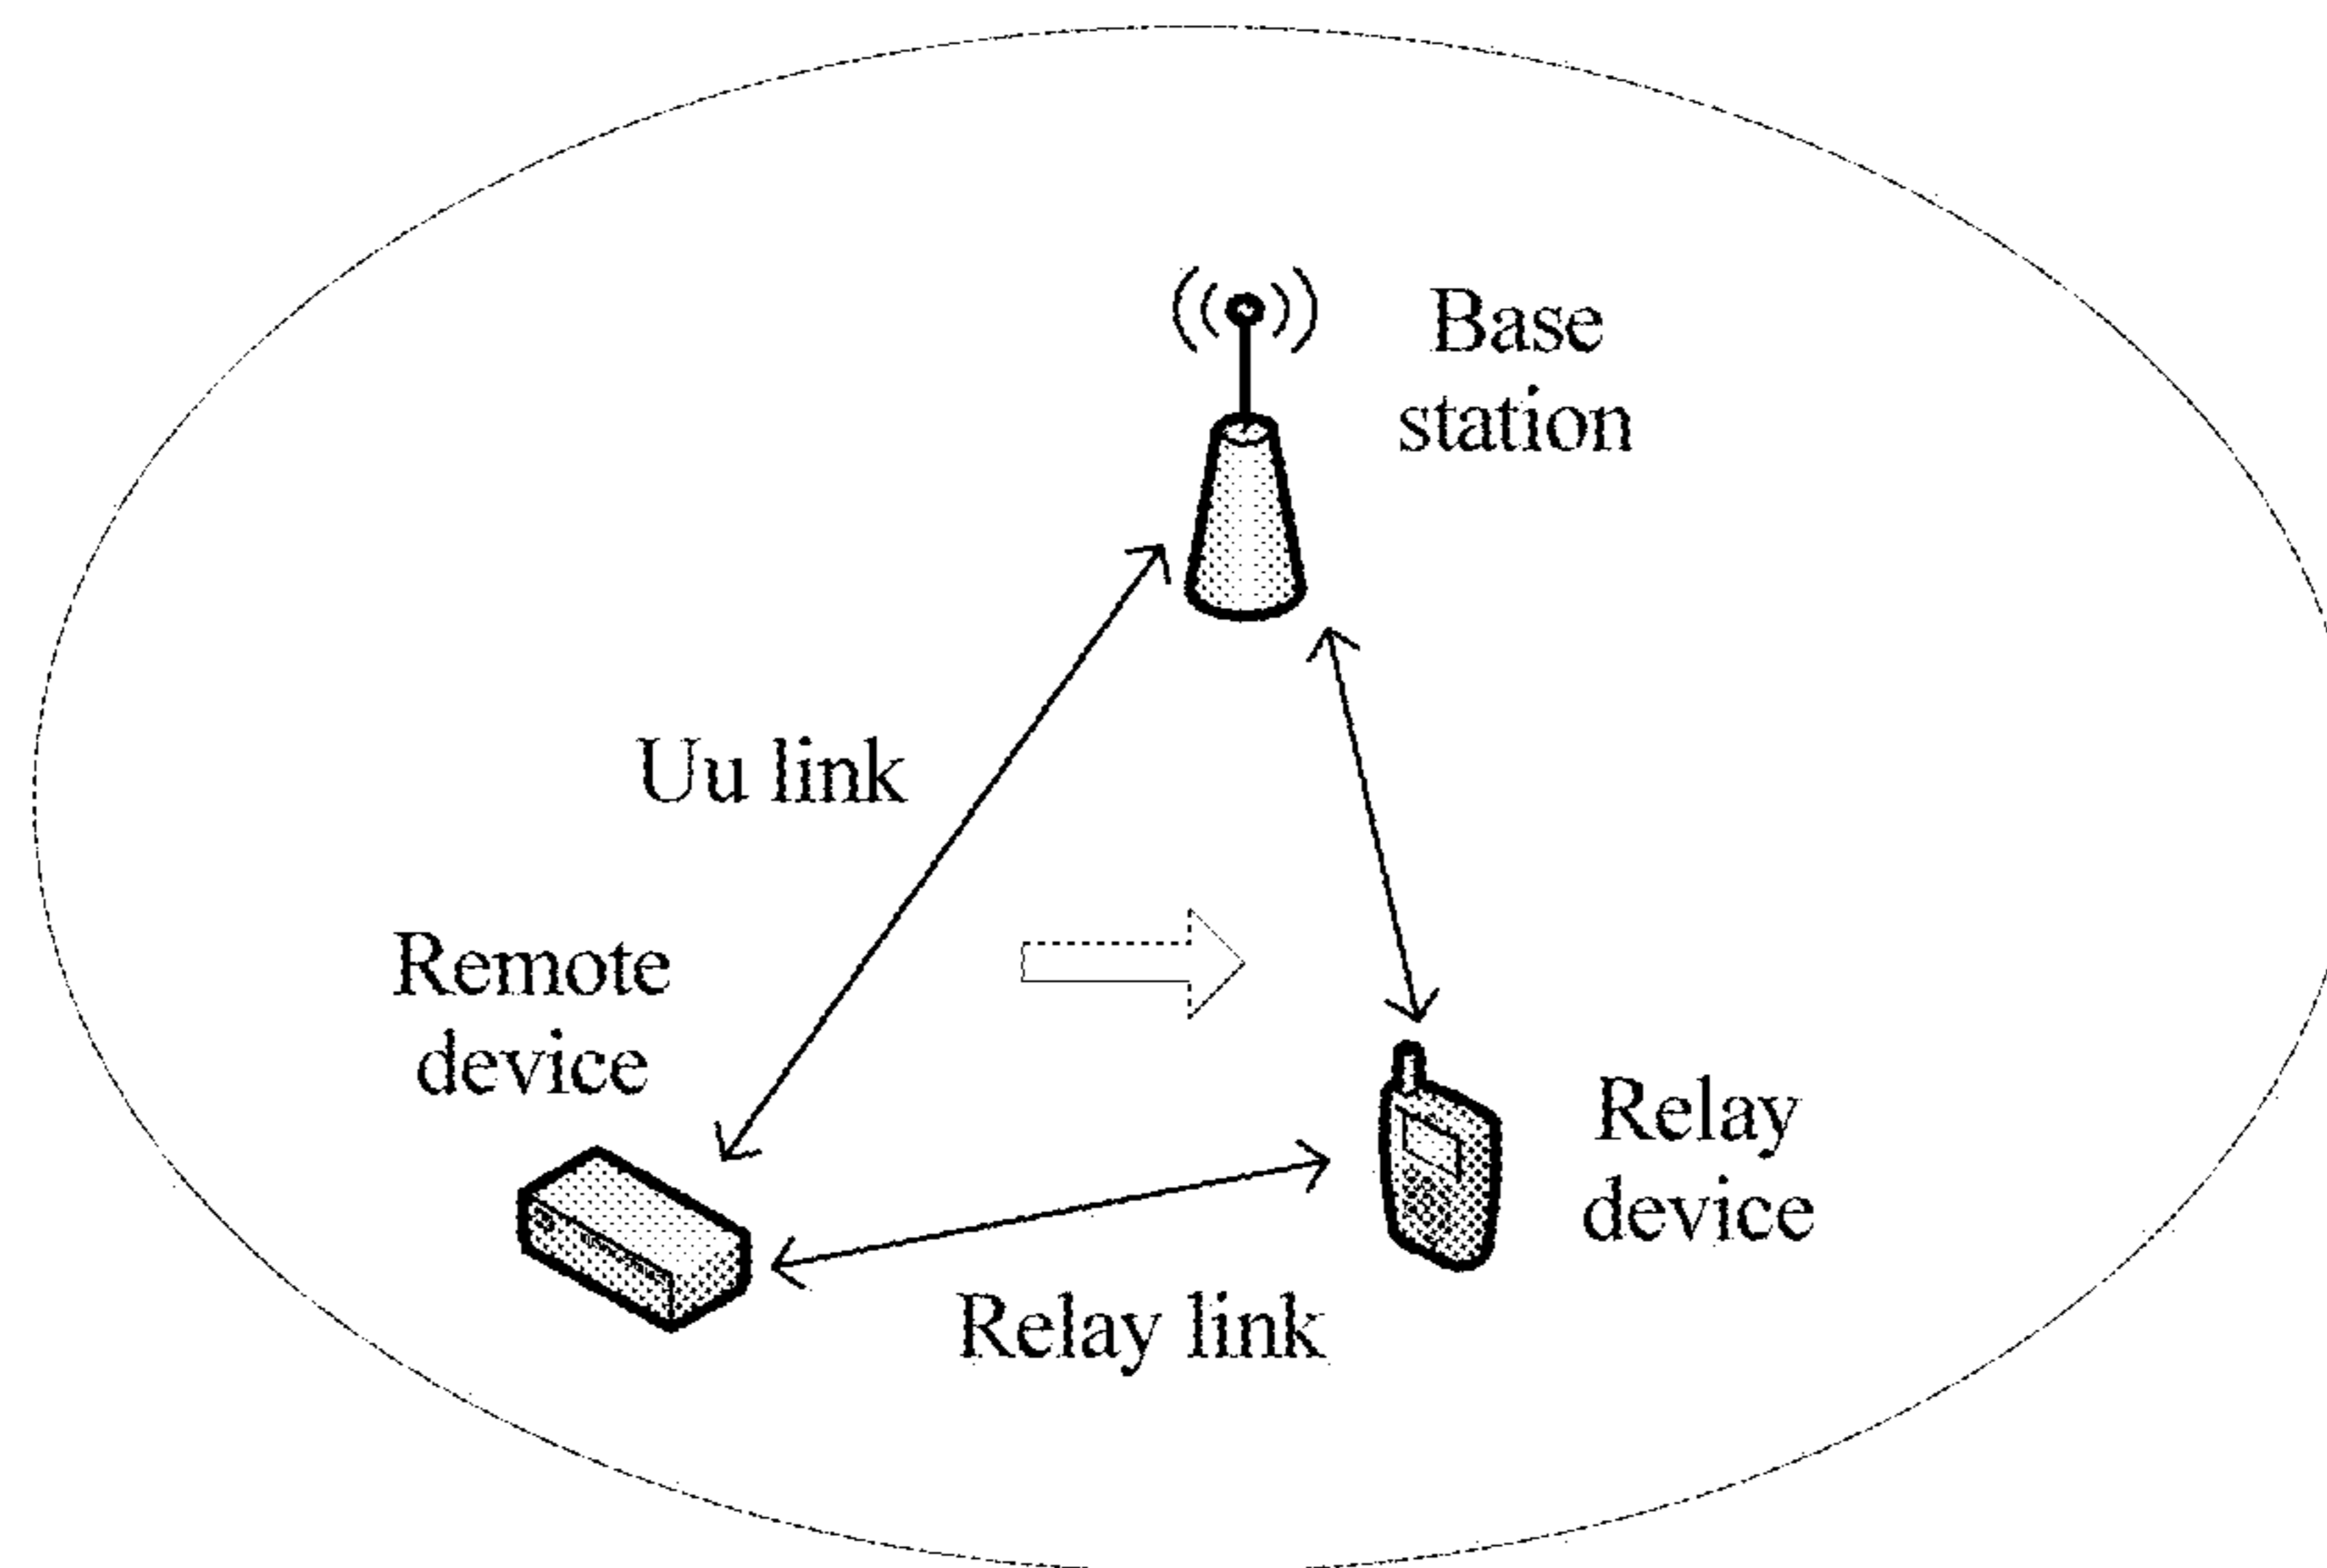 Base
station
Uu link
Remote
device
Relay
device
Relay link